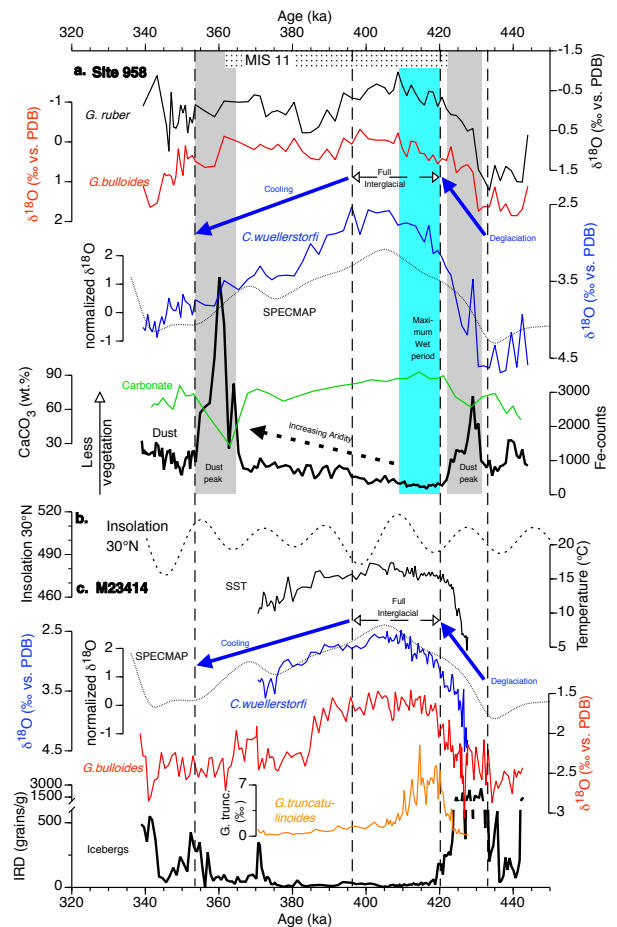 Age (ka)
320 340 360 380 400 420 440
MIS 11
a. Site 958
G. ruber
G.bulloides
C.wuellerstorfi
SPECMAP
Cooling
Full
Interglacial
Deglaciation
δ18O (‰ vs. PDB)
-1
0
1
2
-1.5
-0.5
0.5
1.5
δ18O (‰ vs. PDB)
2.5
3.5
4.5
δ18O (‰ vs. PDB)
normalized δ18O
2
1
0
-1
Maxi-
mum
Wet
period
Carbonate
CaCO3 (wt.%)
90
60
30
Less
vegetation
Dust
Dust
peak
Increasing Aridity
Dust
peak
3000
2000
1000
0
Fe-counts
b.
Insolation
30°N
Insolation 30°N
520
500
480
460
c. M23414
SST
20
15
10
5
Temperature (°C)
Full
Interglacial
Cooling
Deglaciation
SPECMAP
C.wuellerstorfi
δ18O (‰ vs. PDB)
2.5
3.5
4.5
normalized δ18O
2
1
0
-1
G.bulloides
1.5
2
2.5
3
δ18O (‰ vs. PDB)
G. trunc.
(‰)
7
0
G.truncatu-
linoides
Icebergs
IRD (grains/g)
3000
1500
500
0
320 340 360 380 400 420 440
Age (ka)